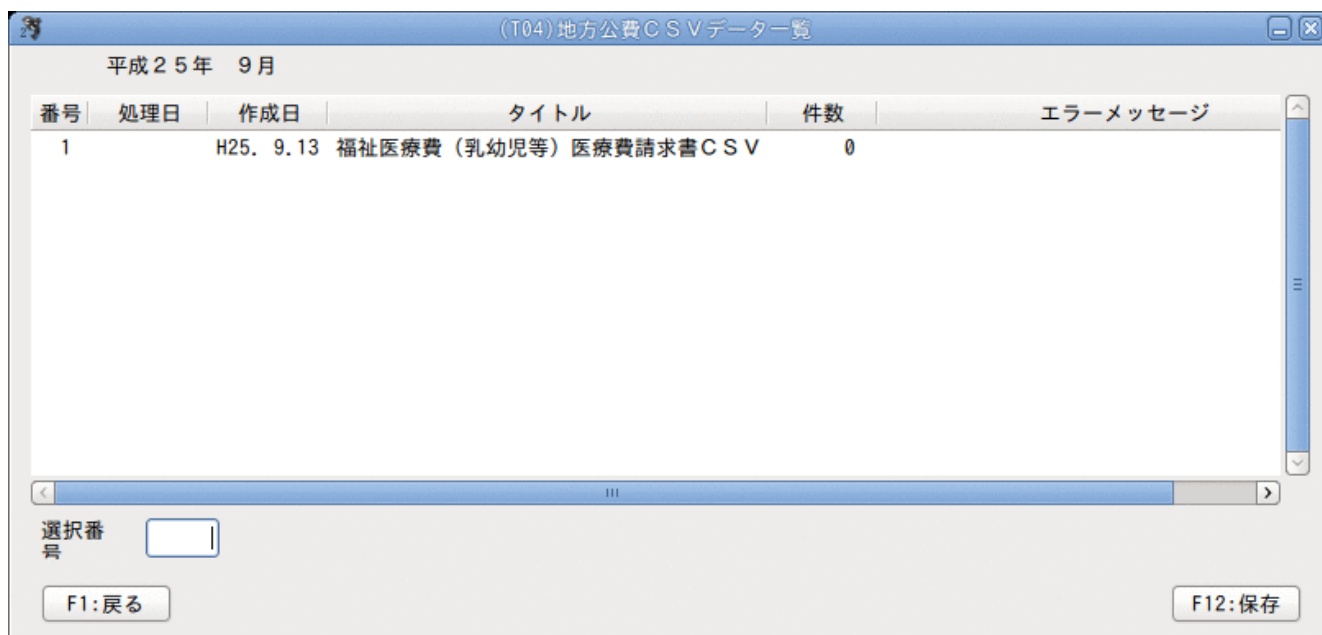 (T04)地方公費ＣＳＶデータ一覧
平成２５年　９月
番号 処理日 作成日 タイトル 件数 エラーメッセージ
1 H25. 9.13 福祉医療費（乳幼児等）医療費請求書ＣＳＶ 0
選択番
号
F1:戻る F12:保存